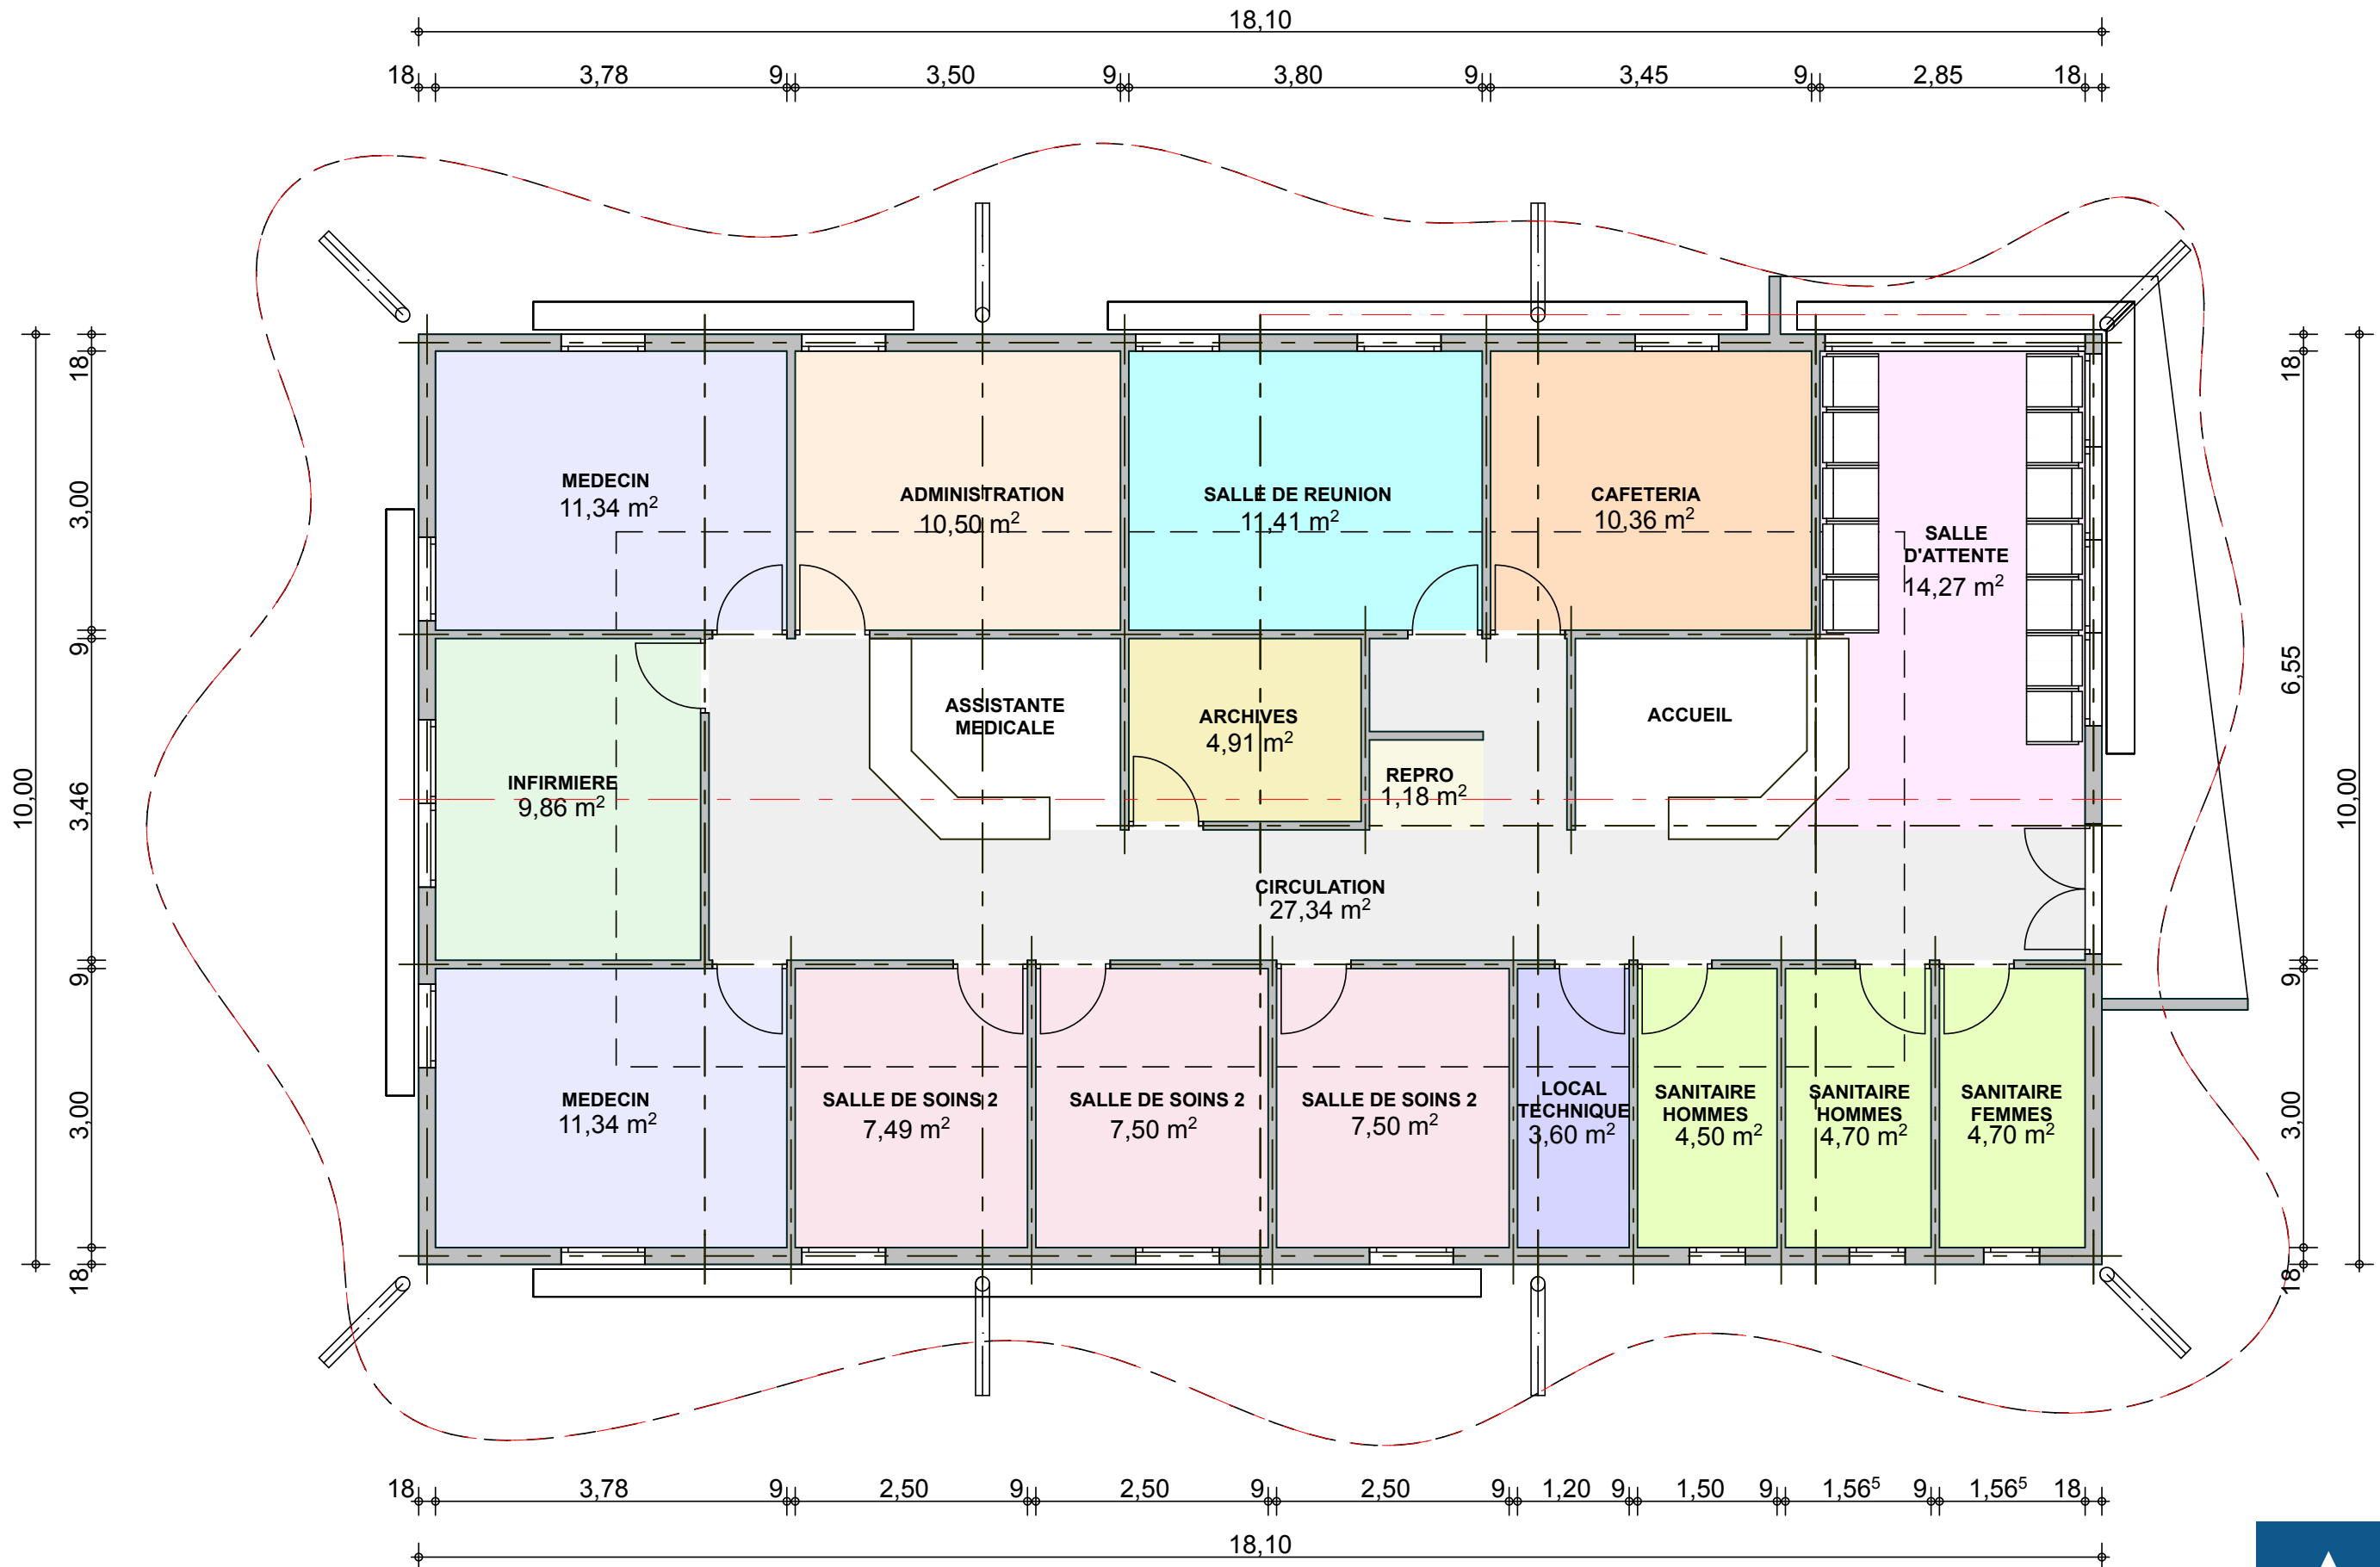 18,10
18 3,78 9 3,50 9 3,80 9 3,45 9 2,85 18
18
3,00
9
3,46
9
3,00
18
10,00
MEDECIN
11,34 m²
ADMINISTRATION
10,50 m²
SALLE DE REUNION
11,41 m²
CAFETERIA
10,36 m²
SALLE
D'ATTENTE
14,27 m²
INFIRMIERE
9,86 m²
ASSISTANTE
MEDICALE
ARCHIVES
4,91 m²
REPRO
1,18 m²
ACCUEIL
CIRCULATION
27,34 m²
MEDECIN
11,34 m²
SALLE DE SOINS 2
7,49 m²
SALLE DE SOINS 2
7,50 m²
SALLE DE SOINS 2
7,50 m²
LOCAL
TECHNIQUE
3,60 m²
SANITAIRE
HOMMES
4,50 m²
SANITAIRE
HOMMES
4,70 m²
SANITAIRE
FEMMES
4,70 m²
18
6,55
9
3,00
18
10,00
18 3,78 9 2,50 9 2,50 9 2,50 9 1,20 9 1,50 9 1,56⁵ 9 1,56⁵ 18
18,10